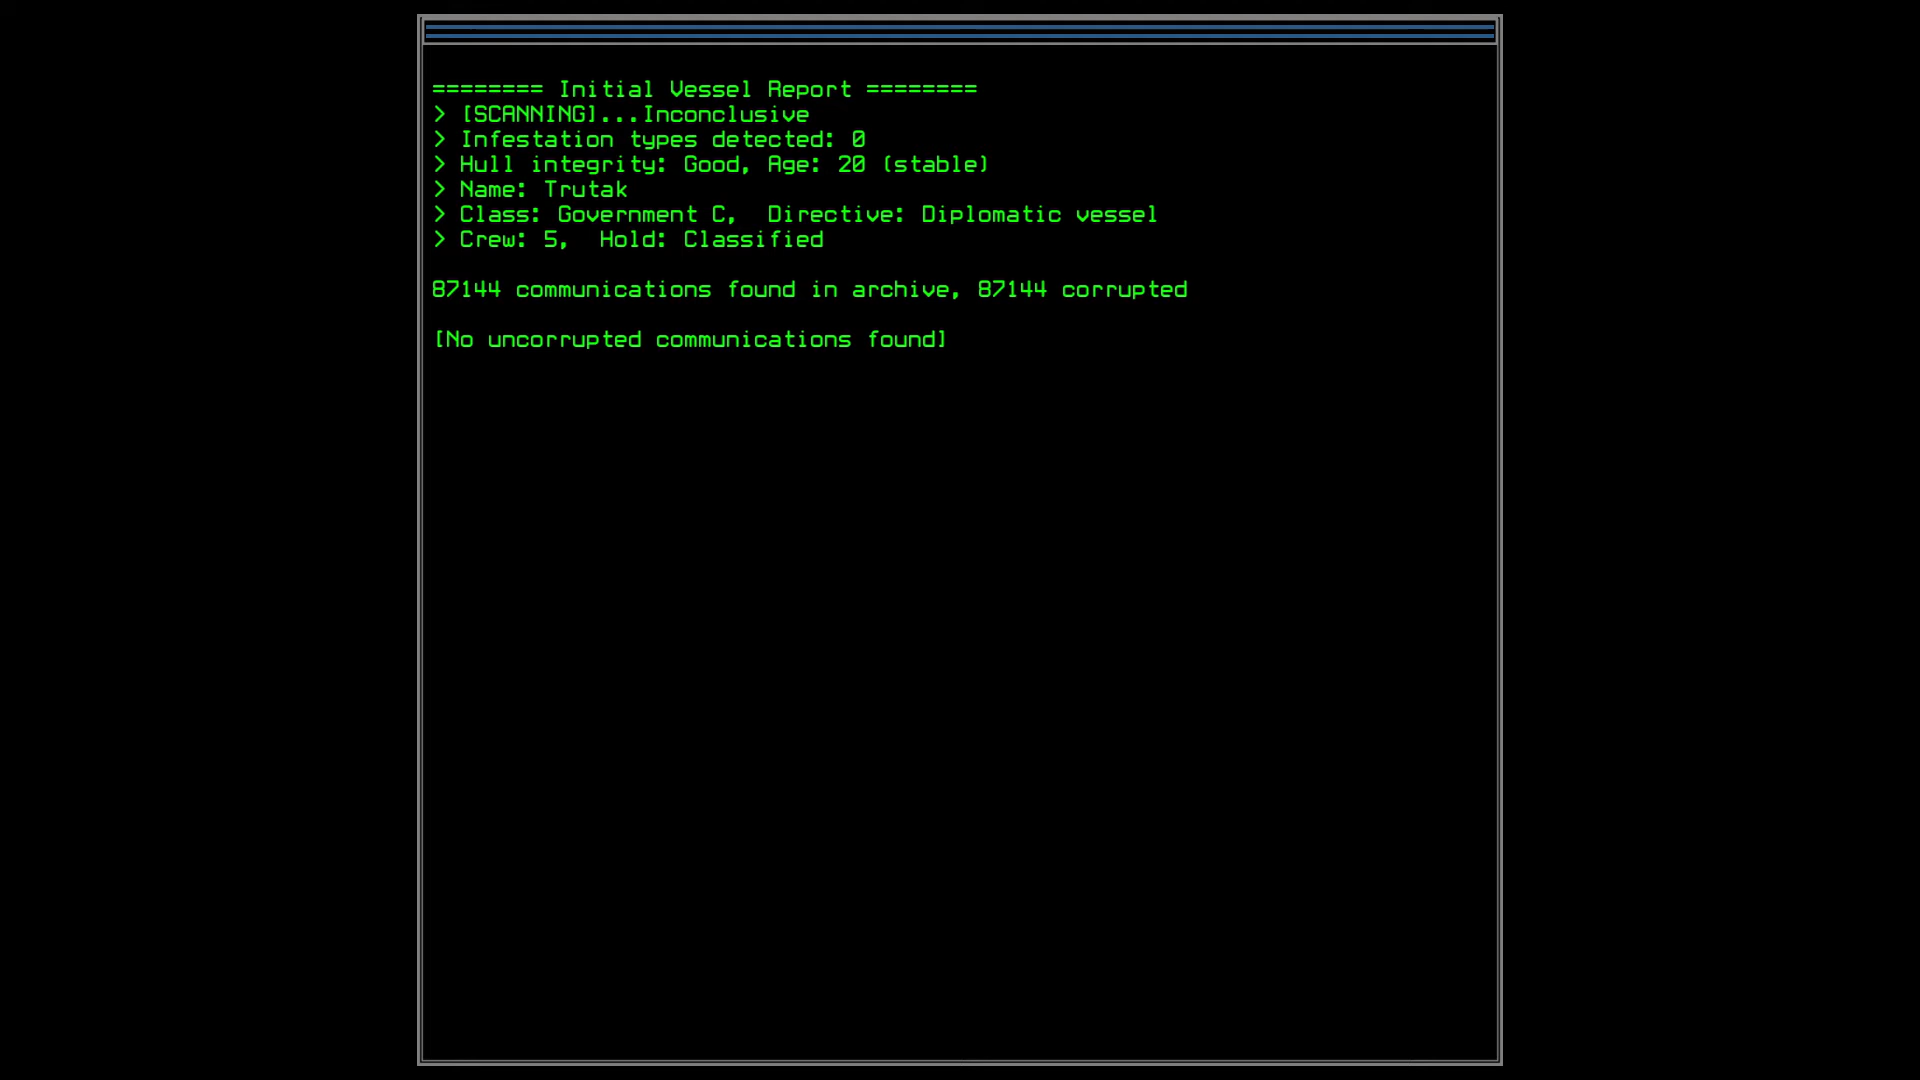 ======== Initial Vessel Report ========
> [SCANNING]...Inconclusive
> Infestation types detected: 0
> Hull integrity: Good, Age: 20 (stable)
> Name: Trutak
> Class: Government C,  Directive: Diplomatic vessel
> Crew: 5,  Hold: Classified
87144 communications found in archive, 87144 corrupted
[No uncorrupted communications found]